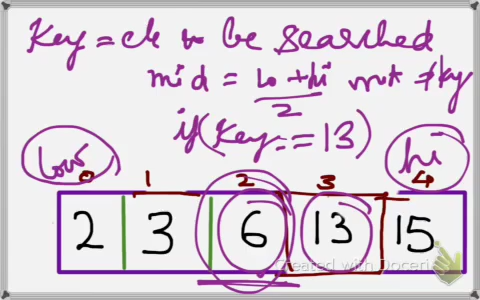 Key = ele to be searched
mid = lo + hi
2
if (Key == 13)
low hi
0 1 2 3 4
2 3 6 13 15
Created with Doceri